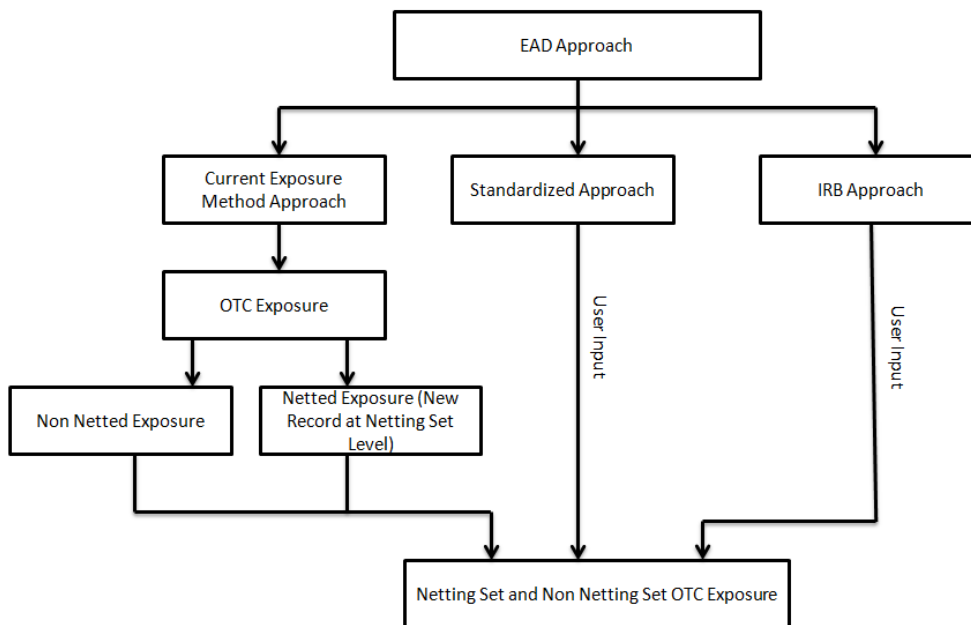 EAD Approach
Current Exposure
Method Approach
Standardized Approach
IRB Approach
OTC Exposure
User Input
User Input
Non Netted Exposure
Netted Exposure (New
Record at Netting Set
Level)
Netting Set and Non Netting Set OTC Exposure